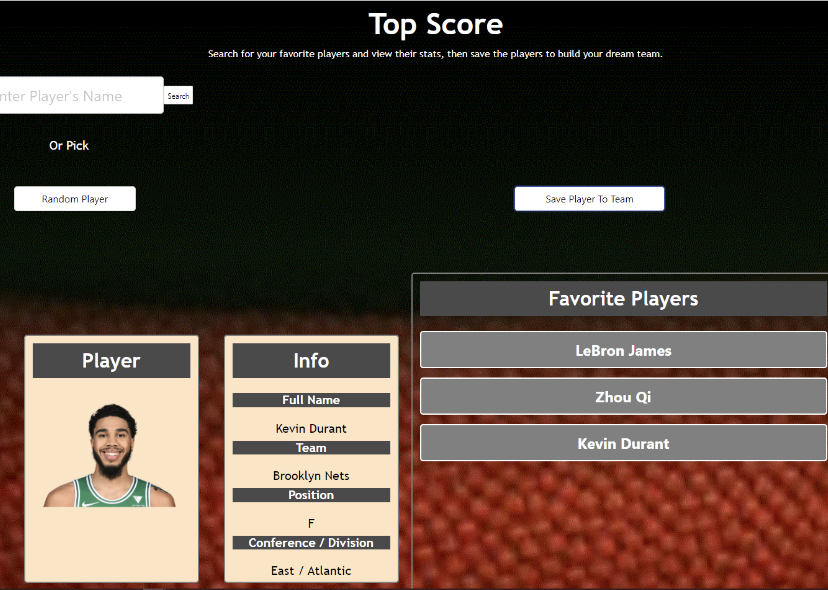 Top Score
Search for your favorite players and view their stats, then save the players to build your dream team.
nter Player's Name
Search
Or Pick
Random Player
Save Player To Team
Favorite Players
LeBron James
Zhou Qi
Kevin Durant
Player
Info
Full Name
Kevin Durant
Team
Brooklyn Nets
Position
F
Conference / Division
East / Atlantic